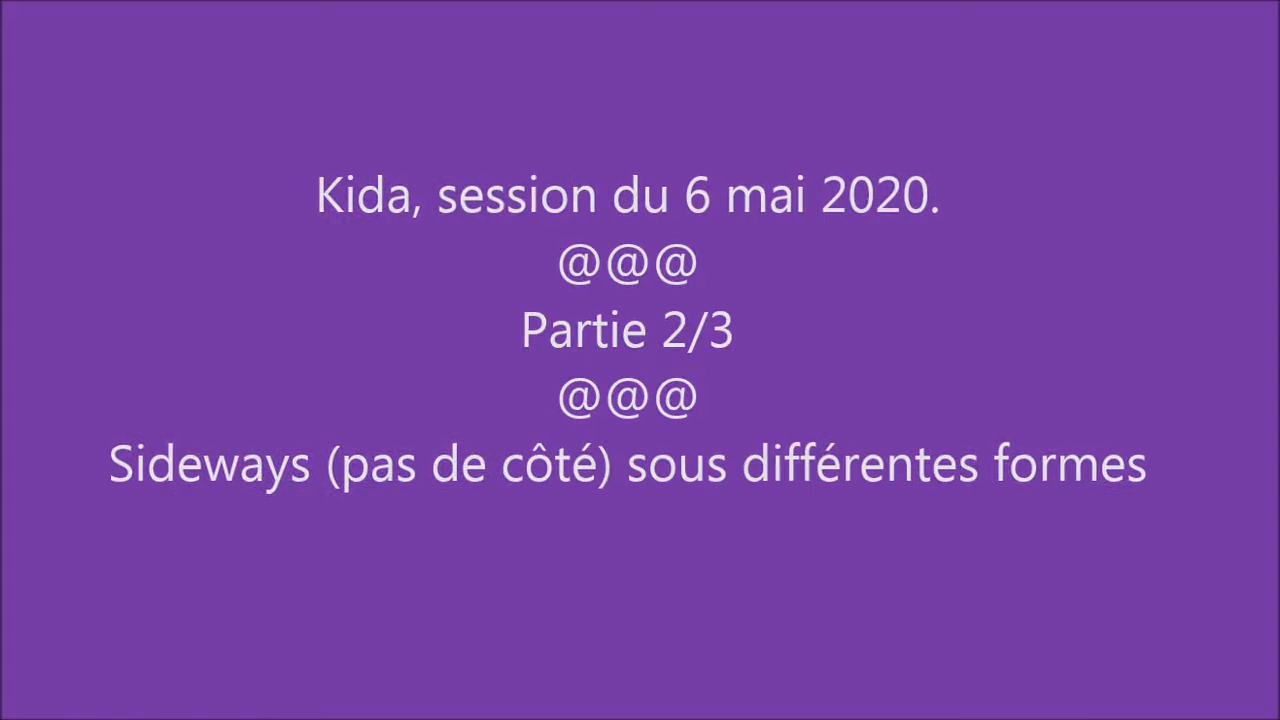 Kida, session du 6 mai 2020.
@@@
Partie 2/3
@@@
Sideways (pas de côté) sous différentes formes